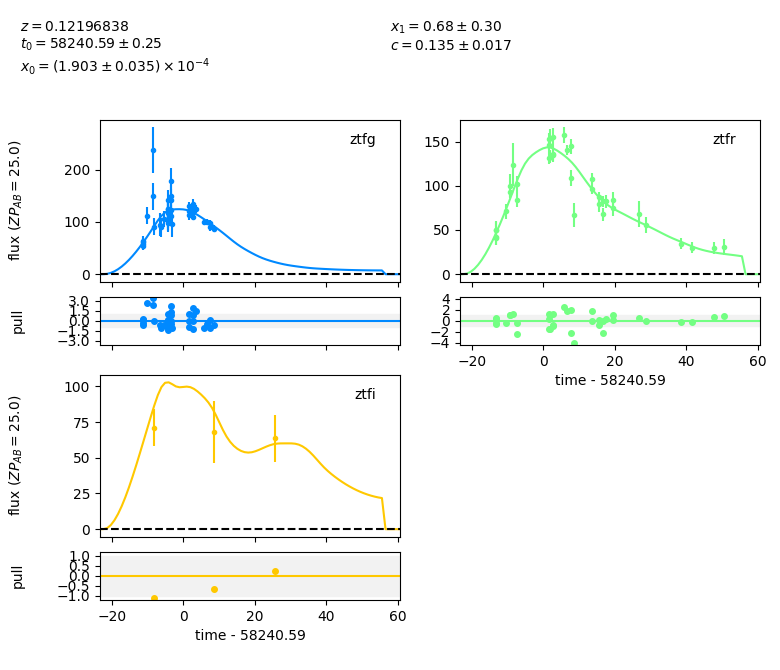 z = 0.12196838
t₀ = 58240.59 ± 0.25
x₀ = (1.903 ± 0.035) × 10⁻⁴
x₁ = 0.68 ± 0.30
c = 0.135 ± 0.017
ztfg
flux (ZP_AB = 25.0)
200
100
0
pull
3.0
1.5
0.0
−1.5
−3.0
ztfr
150
100
50
0
4
2
0
−2
−4
−20 0 20 40 60
time - 58240.59
ztfi
flux (ZP_AB = 25.0)
100
75
50
25
0
pull
1.0
0.5
0.0
−0.5
−1.0
−20 0 20 40 60
time - 58240.59